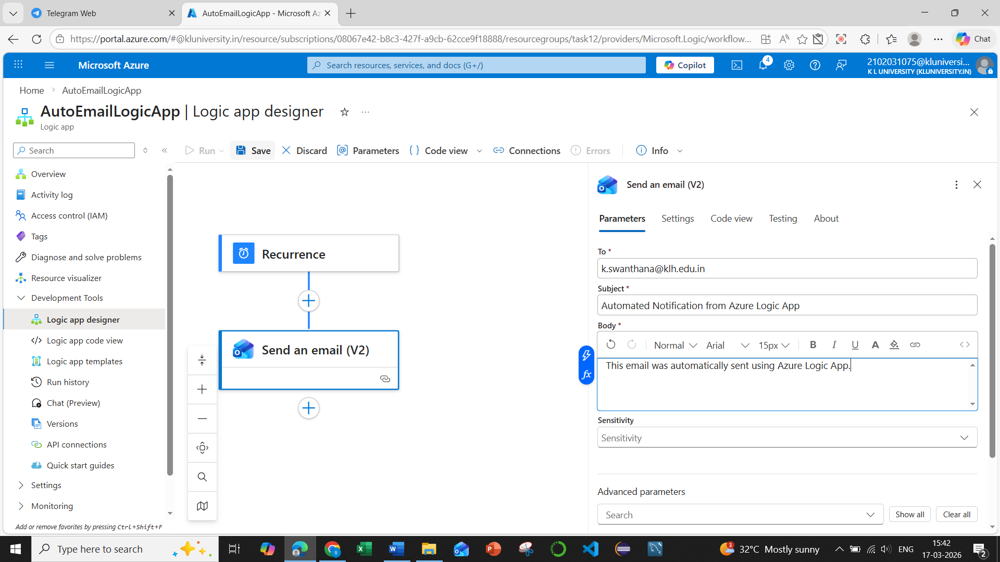 Telegram Web
AutoEmailLogicApp - Microsoft Az
https://portal.azure.com/#@kluniversity.in/resource/subscriptions/08067e42-b8c3-427f-a9cb-62cce9f18888/resourcegroups/task12/providers/Microsoft.Logic/workflow...
Chat
Microsoft Azure
Search resources, services, and docs (G+/)
Copilot
4
2102031075@kluniversi...
K L UNIVERSITY (KLUNIVERSITY.IN)
Home > AutoEmailLogicApp
AutoEmailLogicApp | Logic app designer
Logic app
Search
Run
Save
Discard
Parameters
Code view
Connections
Errors
Info
Overview
Activity log
Access control (IAM)
Tags
Diagnose and solve problems
Resource visualizer
Development Tools
Logic app designer
Logic app code view
Logic app templates
Run history
Chat (Preview)
Versions
API connections
Quick start guides
Settings
Monitoring
Add or remove favorites by pressing Ctrl+Shift+F
Recurrence
Send an email (V2)
Send an email (V2)
Parameters
Settings
Code view
Testing
About
To *
k.swanthana@klh.edu.in
Subject *
Automated Notification from Azure Logic App
Body *
Normal
Arial
15px
B I U A
fx
This email was automatically sent using Azure Logic App.
Sensitivity
Sensitivity
Advanced parameters
Search
Show all
Clear all
Type here to search
3
32°C Mostly sunny
ENG
15:42
17-03-2026
2